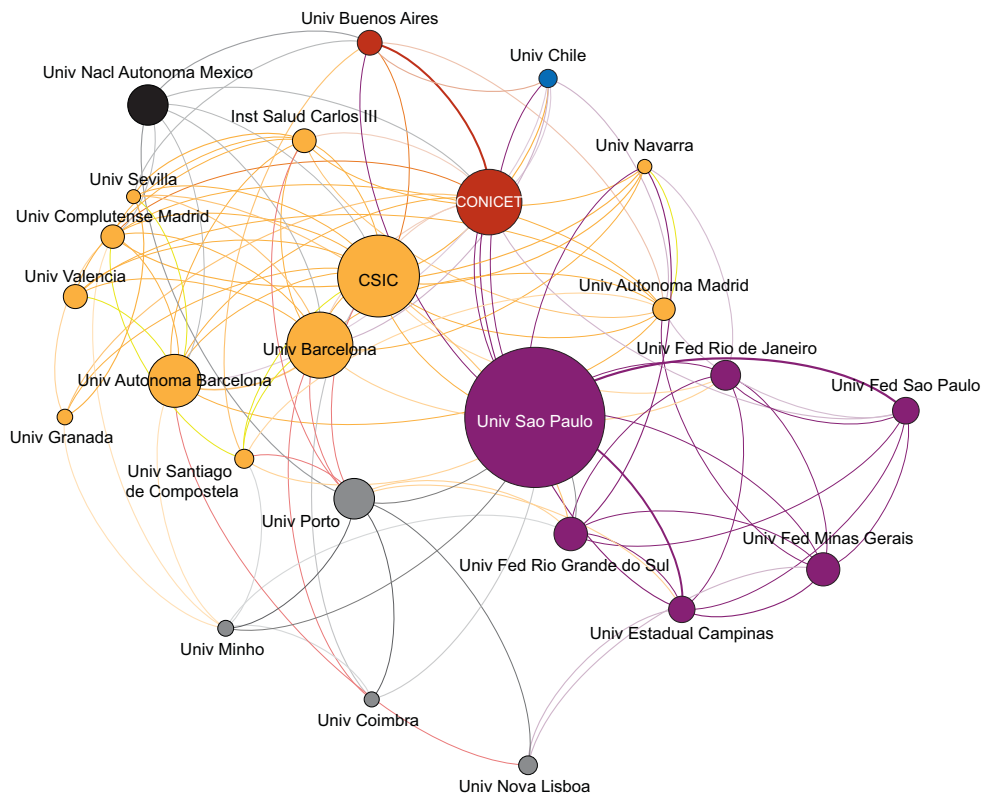 Univ Buenos Aires
Univ Chile
Univ Nacl Autonoma Mexico
Inst Salud Carlos III
Univ Navarra
Univ Sevilla
CONICET
Univ Complutense Madrid
Univ Valencia
CSIC
Univ Autonoma Madrid
Univ Barcelona
Univ Fed Rio de Janeiro
Univ Autonoma Barcelona
Univ Fed Sao Paulo
Univ Sao Paulo
Univ Granada
Univ Santiago
de Compostela
Univ Porto
Univ Fed Minas Gerais
Univ Fed Rio Grande do Sul
Univ Estadual Campinas
Univ Minho
Univ Coimbra
Univ Nova Lisboa